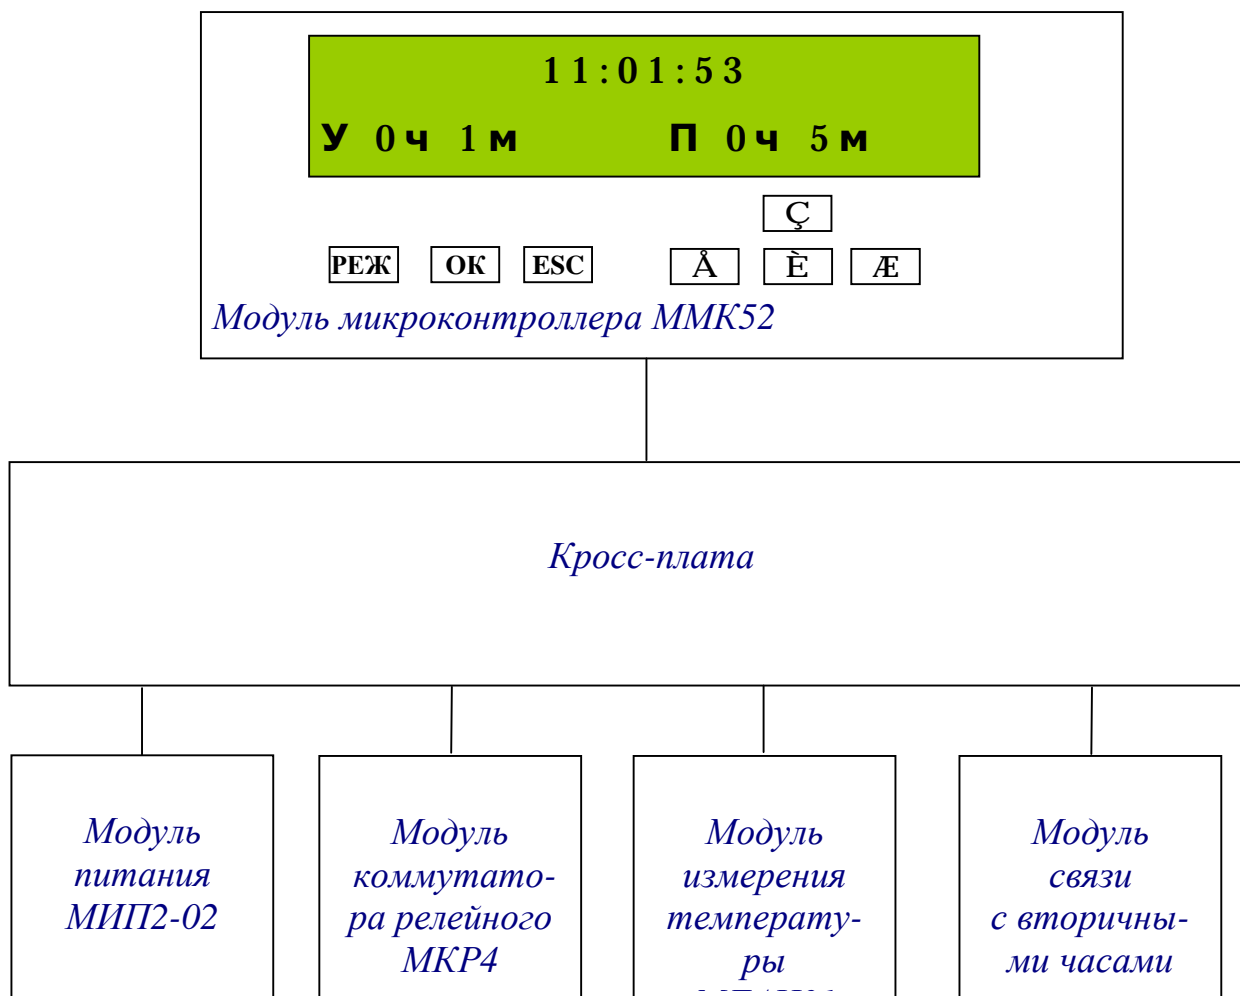 11:01:53
У 0ч 1м П 0ч 5м
Ç
РЕЖ ОК ESC Å È Æ
Модуль микроконтроллера ММК52
Кросс-плата
Модуль
питания
МИП2-02
Модуль
коммутато-
ра релейного
МКР4
Модуль
измерения
температу-
ры
Модуль
связи
с вторичны-
ми часами